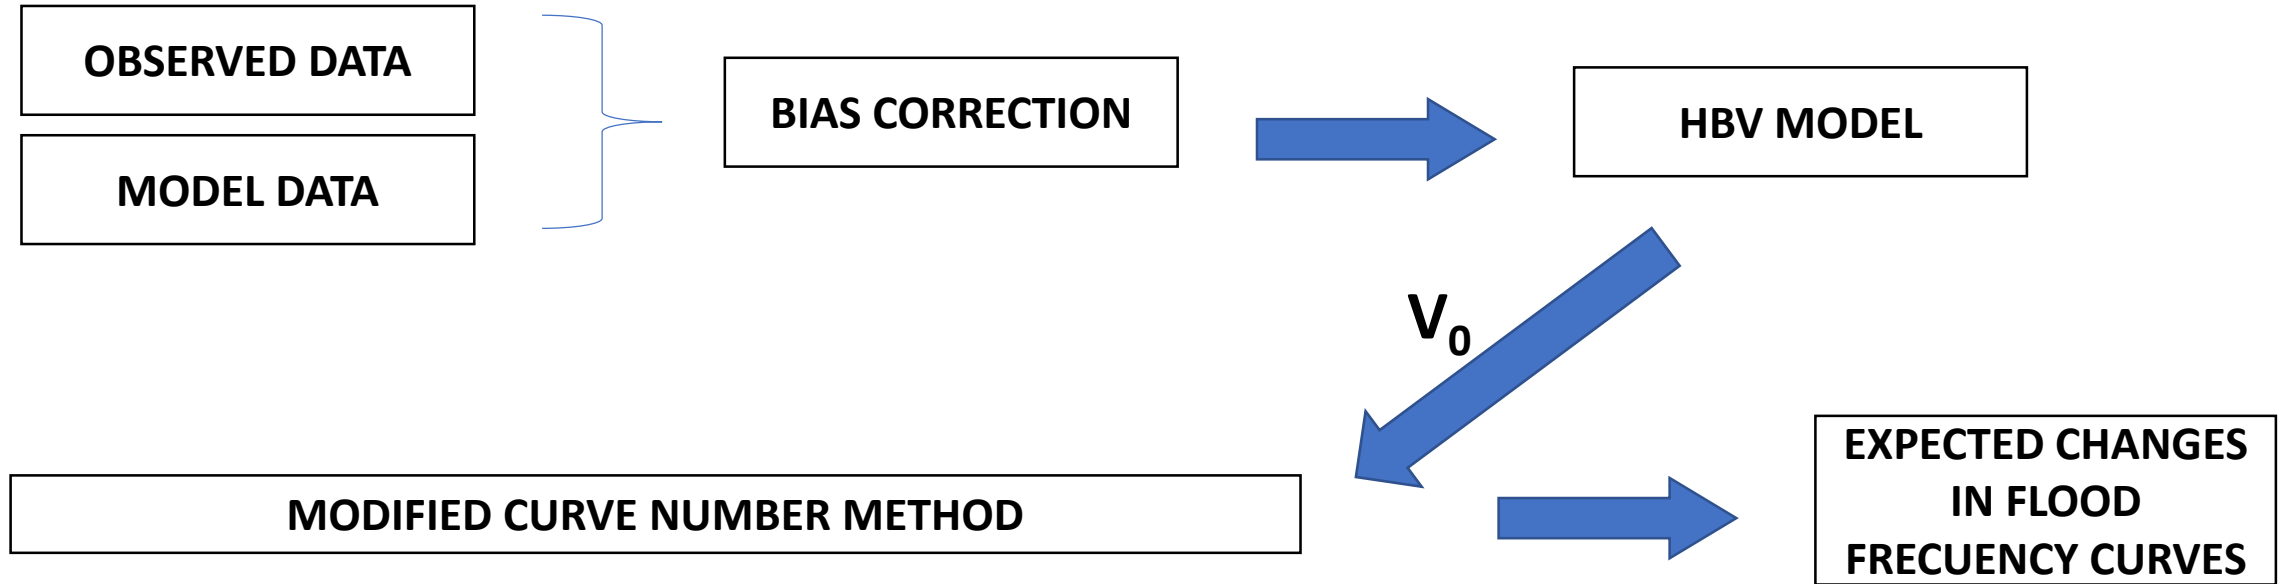 OBSERVED DATA
MODEL DATA
BIAS CORRECTION
HBV MODEL
V₀
MODIFIED CURVE NUMBER METHOD
EXPECTED CHANGES
IN FLOOD
FRECUENCY CURVES